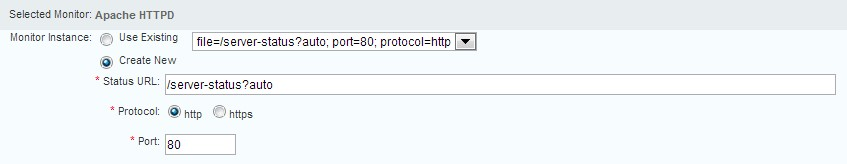 Selected Monitor: Apache HTTPD
Monitor Instance: Use Existing file=/server-status?auto; port=80; protocol=http
Create New
* Status URL: /server-status?auto
* Protocol: http https
* Port: 80